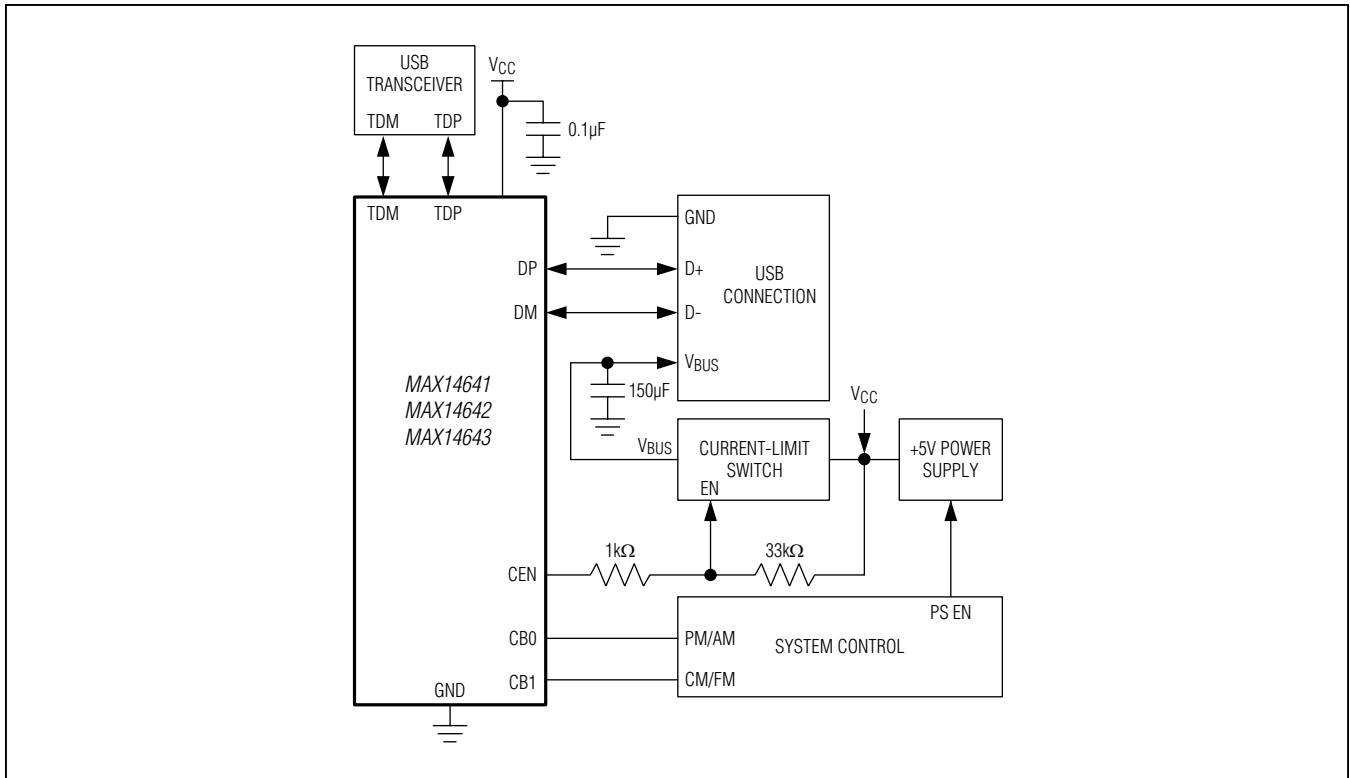 USB
TRANSCEIVER
TDM TDP
VCC
0.1µF
TDM TDP
GND
DP
D+
USB
CONNECTION
DM
D-
VBUS
150µF
MAX14641
MAX14642
MAX14643
VCC
VBUS
CURRENT-LIMIT
SWITCH
EN
+5V POWER
SUPPLY
1kΩ
33kΩ
CEN
PS EN
CB0
PM/AM
SYSTEM CONTROL
CB1
CM/FM
GND